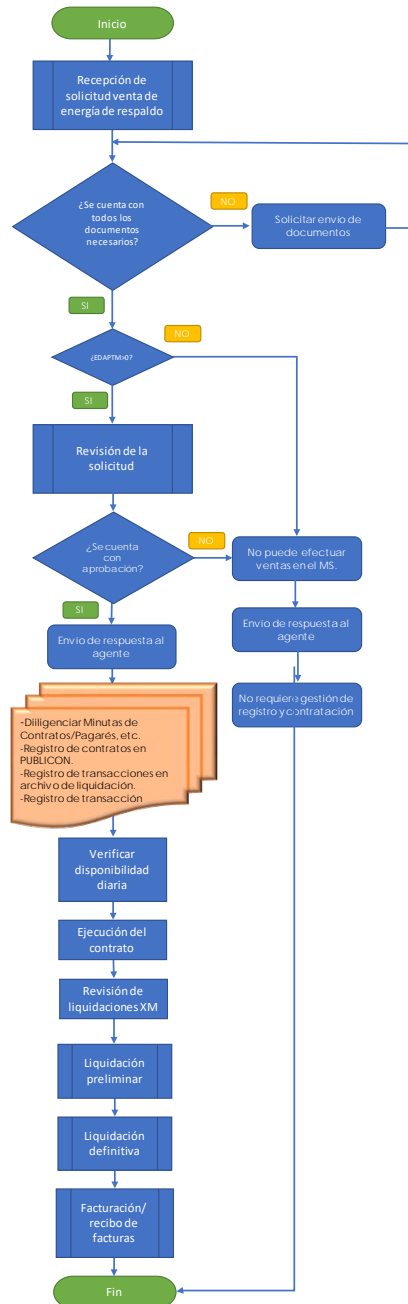 Inicio
Recepción de
solicitud venta de
energía de respaldo
¿Se cuenta con
todos los
documentos
necesarios?
NO
Solicitar envío de
documentos
SI
NO
¿EDAPTM>0?
SI
Revisión de la
solicitud
¿Se cuenta
con
aprobación?
NO
No puede efectuar
ventas en el MS.
SI
Envío de respuesta al
agente
Envío de respuesta al
agente
No requiere gestión de
registro y contratación
-Diiligenciar Minutas de
Contratos/Pagarés, etc.
-Registro de contratos en
PUBLICON.
-Registro de transacciones en
archivo de liquidación.
-Registro de transacción
Verificar
disponibilidad
diaria
Ejecución del
contrato
Revisión de
liquidaciones XM
Liquidación
preliminar
Liquidación
definitiva
Facturación/
recibo de
facturas
Fin